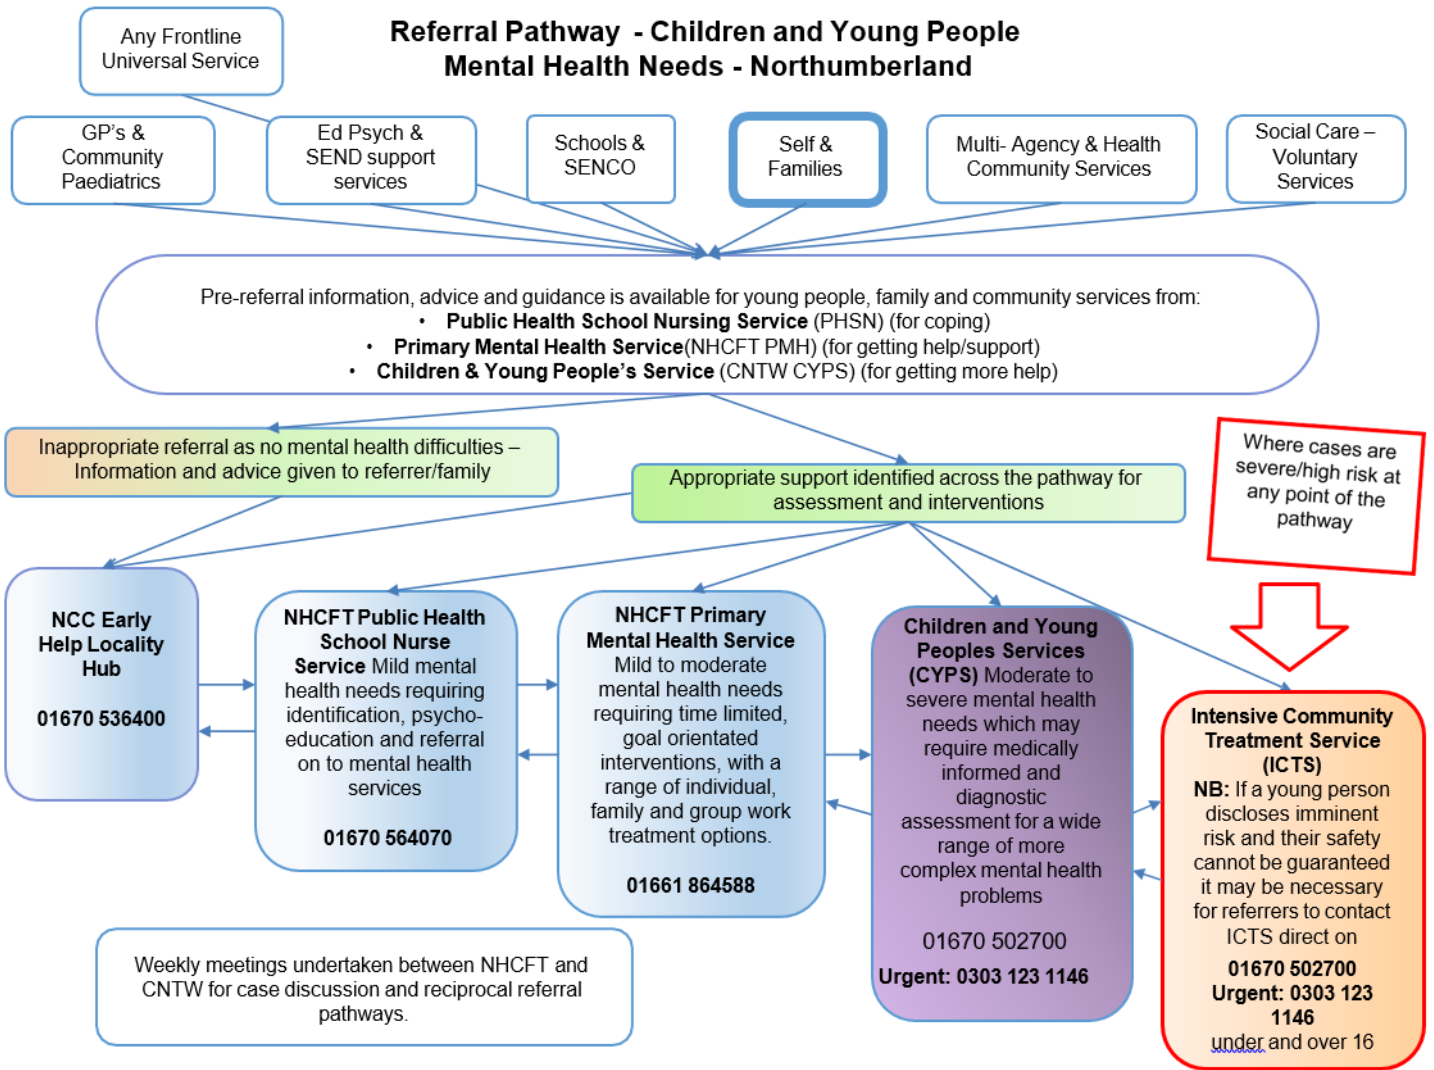 Referral Pathway - Children and Young People
Mental Health Needs - Northumberland
Any Frontline
Universal Service
GP's &
Community
Paediatrics
Ed Psych &
SEND support
services
Schools &
SENCO
Self &
Families
Multi- Agency & Health
Community Services
Social Care –
Voluntary
Services
Pre-referral information, advice and guidance is available for young people, family and community services from:
• Public Health School Nursing Service (PHSN) (for coping)
• Primary Mental Health Service(NHCFT PMH) (for getting help/support)
• Children & Young People's Service (CNTW CYPS) (for getting more help)
Inappropriate referral as no mental health difficulties –
Information and advice given to referrer/family
Appropriate support identified across the pathway for
assessment and interventions
Where cases are
severe/high risk at
any point of the
pathway
NCC Early
Help Locality
Hub
01670 536400
NHCFT Public Health
School Nurse
Service Mild mental
health needs requiring
identification, psycho-
education and referral
on to mental health
services
01670 564070
NHCFT Primary
Mental Health Service
Mild to moderate
mental health needs
requiring time limited,
goal orientated
interventions, with a
range of individual,
family and group work
treatment options.
01661 864588
Children and Young
Peoples Services
(CYPS) Moderate to
severe mental health
needs which may
require medically
informed and
diagnostic
assessment for a wide
range of more
complex mental health
problems
01670 502700
Urgent: 0303 123 1146
Intensive Community
Treatment Service
(ICTS)
NB: If a young person
discloses imminent
risk and their safety
cannot be guaranteed
it may be necessary
for referrers to contact
ICTS direct on
01670 502700
Urgent: 0303 123
1146
under and over 16
Weekly meetings undertaken between NHCFT and
CNTW for case discussion and reciprocal referral
pathways.